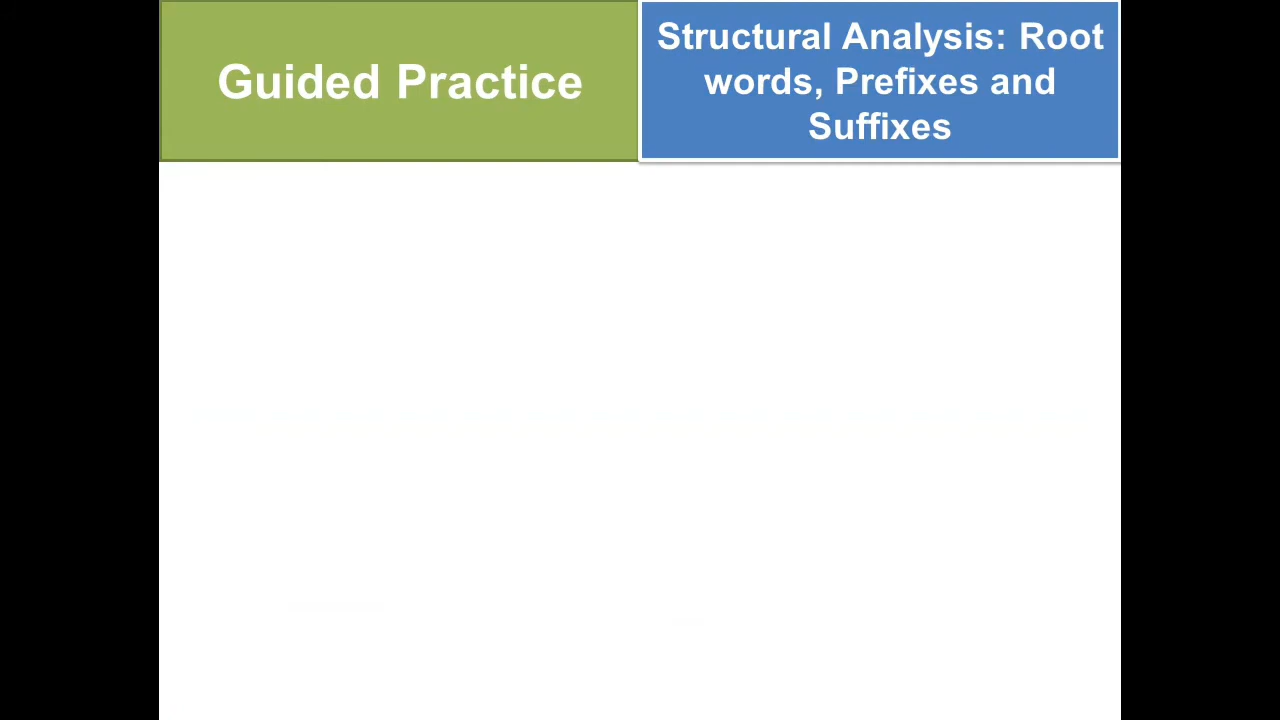 Guided Practice
Structural Analysis: Root
words, Prefixes and
Suffixes